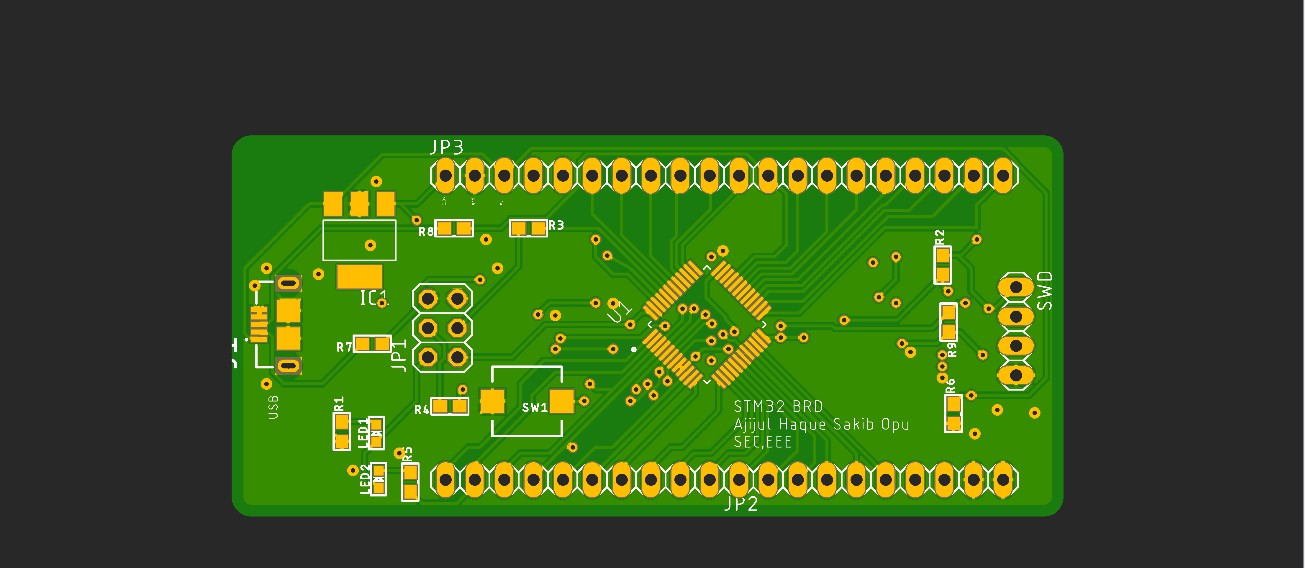 JP3
R8
R3
R2
IC1
U1
SWD
R7
JP1
R9
USB
R1
LED1
R4
SW1
R6
STM32 BRD
Ajijul Haque Sakib Opu
SEC,EEE
LED2
R5
JP2